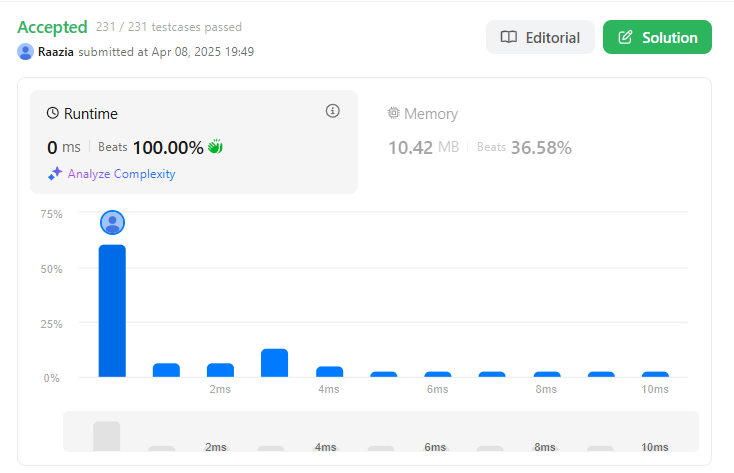 Accepted 231 / 231 testcases passed
Raazia submitted at Apr 08, 2025 19:49
Editorial
Solution
Runtime
0 ms Beats 100.00%
Analyze Complexity
Memory
10.42 MB Beats 36.58%
75%
50%
25%
0%
2ms 4ms 6ms 8ms 10ms
2ms 4ms 6ms 8ms 10ms